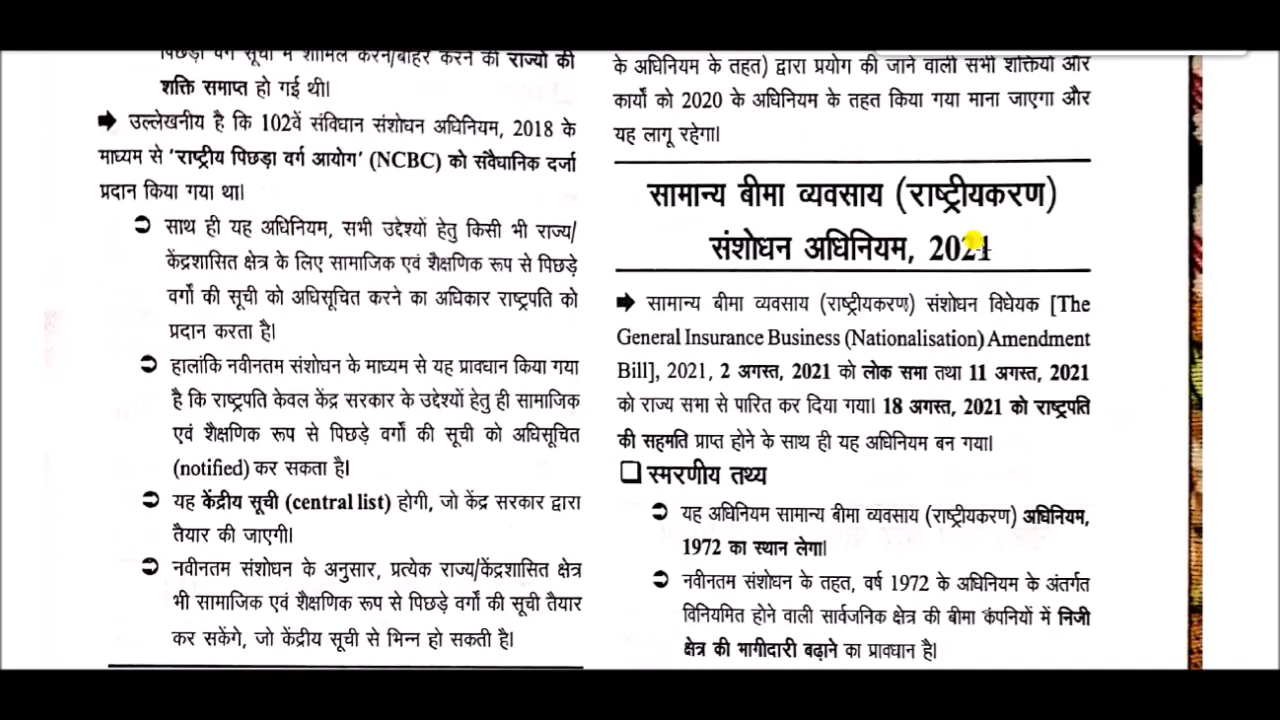 पिछड़ा वर्ग सूची में शामिल करने/बाहर करने की राज्यों की
शक्ति समाप्त हो गई थी।
➡ उल्लेखनीय है कि 102वें संविधान संशोधन अधिनियम, 2018 के
माध्यम से 'राष्ट्रीय पिछड़ा वर्ग आयोग' (NCBC) को संवैधानिक दर्जा
प्रदान किया गया था।
➲ साथ ही यह अधिनियम, सभी उद्देश्यों हेतु किसी भी राज्य/
केंद्रशासित क्षेत्र के लिए सामाजिक एवं शैक्षणिक रूप से पिछड़े
वर्गों की सूची को अधिसूचित करने का अधिकार राष्ट्रपति को
प्रदान करता है।
➲ हालांकि नवीनतम संशोधन के माध्यम से यह प्रावधान किया गया
है कि राष्ट्रपति केवल केंद्र सरकार के उद्देश्यों हेतु ही सामाजिक
एवं शैक्षणिक रूप से पिछड़े वर्गों की सूची को अधिसूचित
(notified) कर सकता है।
➲ यह केंद्रीय सूची (central list) होगी, जो केंद्र सरकार द्वारा
तैयार की जाएगी।
➲ नवीनतम संशोधन के अनुसार, प्रत्येक राज्य/केंद्रशासित क्षेत्र
भी सामाजिक एवं शैक्षणिक रूप से पिछड़े वर्गों की सूची तैयार
कर सकेंगे, जो केंद्रीय सूची से भिन्न हो सकती है।
के अधिनियम के तहत) द्वारा प्रयोग की जाने वाली सभी शक्तियों और
कार्यों को 2020 के अधिनियम के तहत किया गया माना जाएगा और
यह लागू रहेगा।
सामान्य बीमा व्यवसाय (राष्ट्रीयकरण)
संशोधन अधिनियम, 2021
➡ सामान्य बीमा व्यवसाय (राष्ट्रीयकरण) संशोधन विधेयक [The
General Insurance Business (Nationalisation) Amendment
Bill], 2021, 2 अगस्त, 2021 को लोक सभा तथा 11 अगस्त, 2021
को राज्य सभा से पारित कर दिया गया। 18 अगस्त, 2021 को राष्ट्रपति
की सहमति प्राप्त होने के साथ ही यह अधिनियम बन गया।
❑ स्मरणीय तथ्य
➲ यह अधिनियम सामान्य बीमा व्यवसाय (राष्ट्रीयकरण) अधिनियम,
1972 का स्थान लेगा।
➲ नवीनतम संशोधन के तहत, वर्ष 1972 के अधिनियम के अंतर्गत
विनियमित होने वाली सार्वजनिक क्षेत्र की बीमा कंपनियों में निजी
क्षेत्र की भागीदारी बढ़ाने का प्रावधान है।